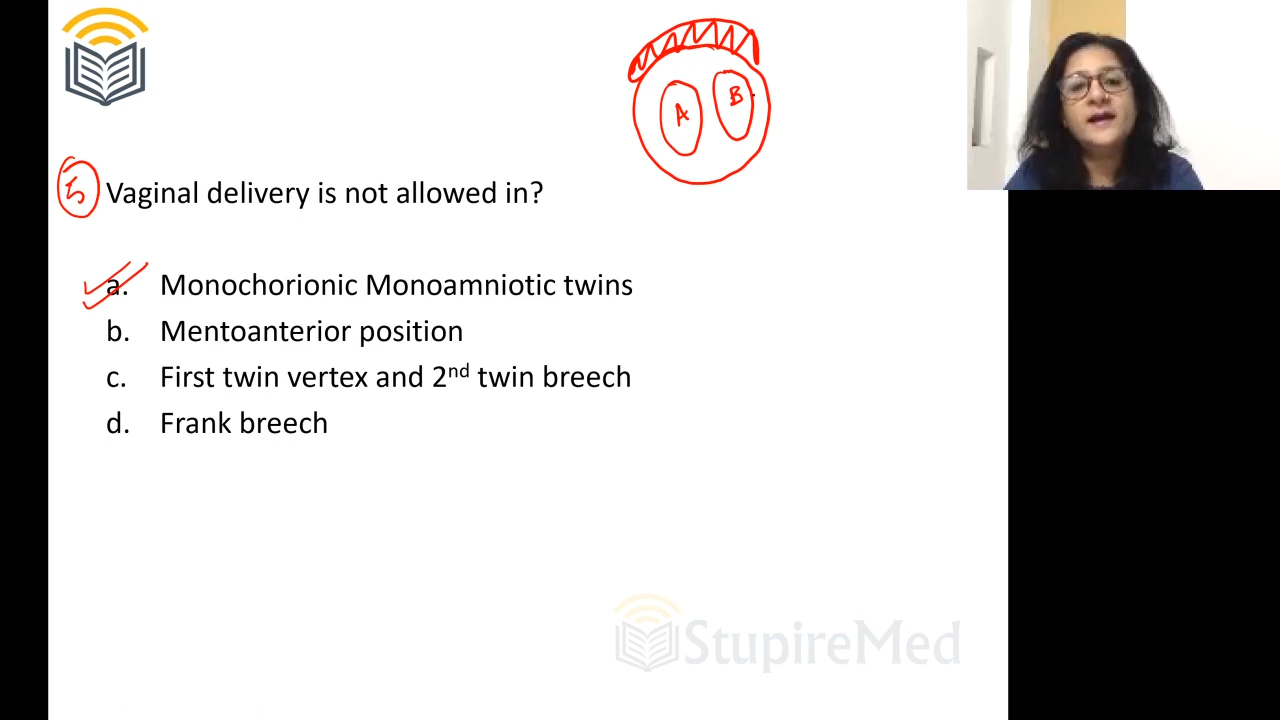 A
B
5 Vaginal delivery is not allowed in?
a. Monochorionic Monoamniotic twins
b. Mentoanterior position
c. First twin vertex and 2nd twin breech
d. Frank breech
StupireMed